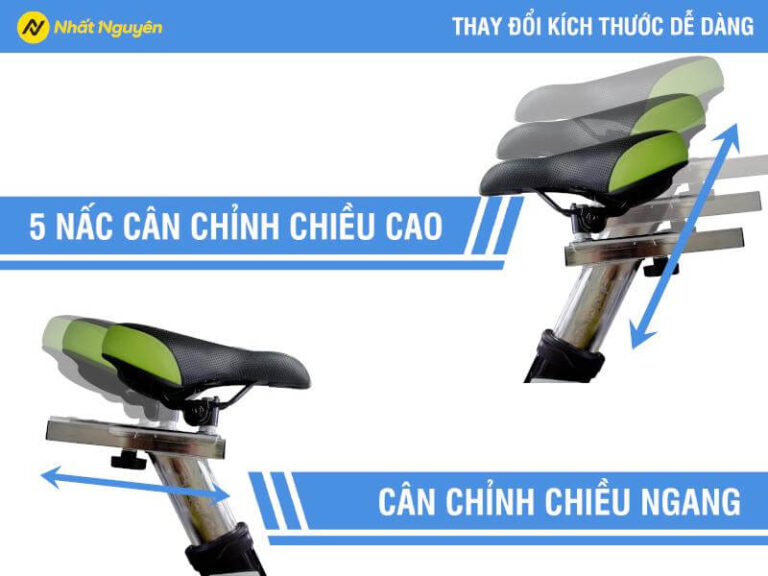 Nhất Nguyên
THAY ĐỔI KÍCH THƯỚC DỄ DÀNG
5 NẤC CÂN CHỈNH CHIỀU CAO
CÂN CHỈNH CHIỀU NGANG